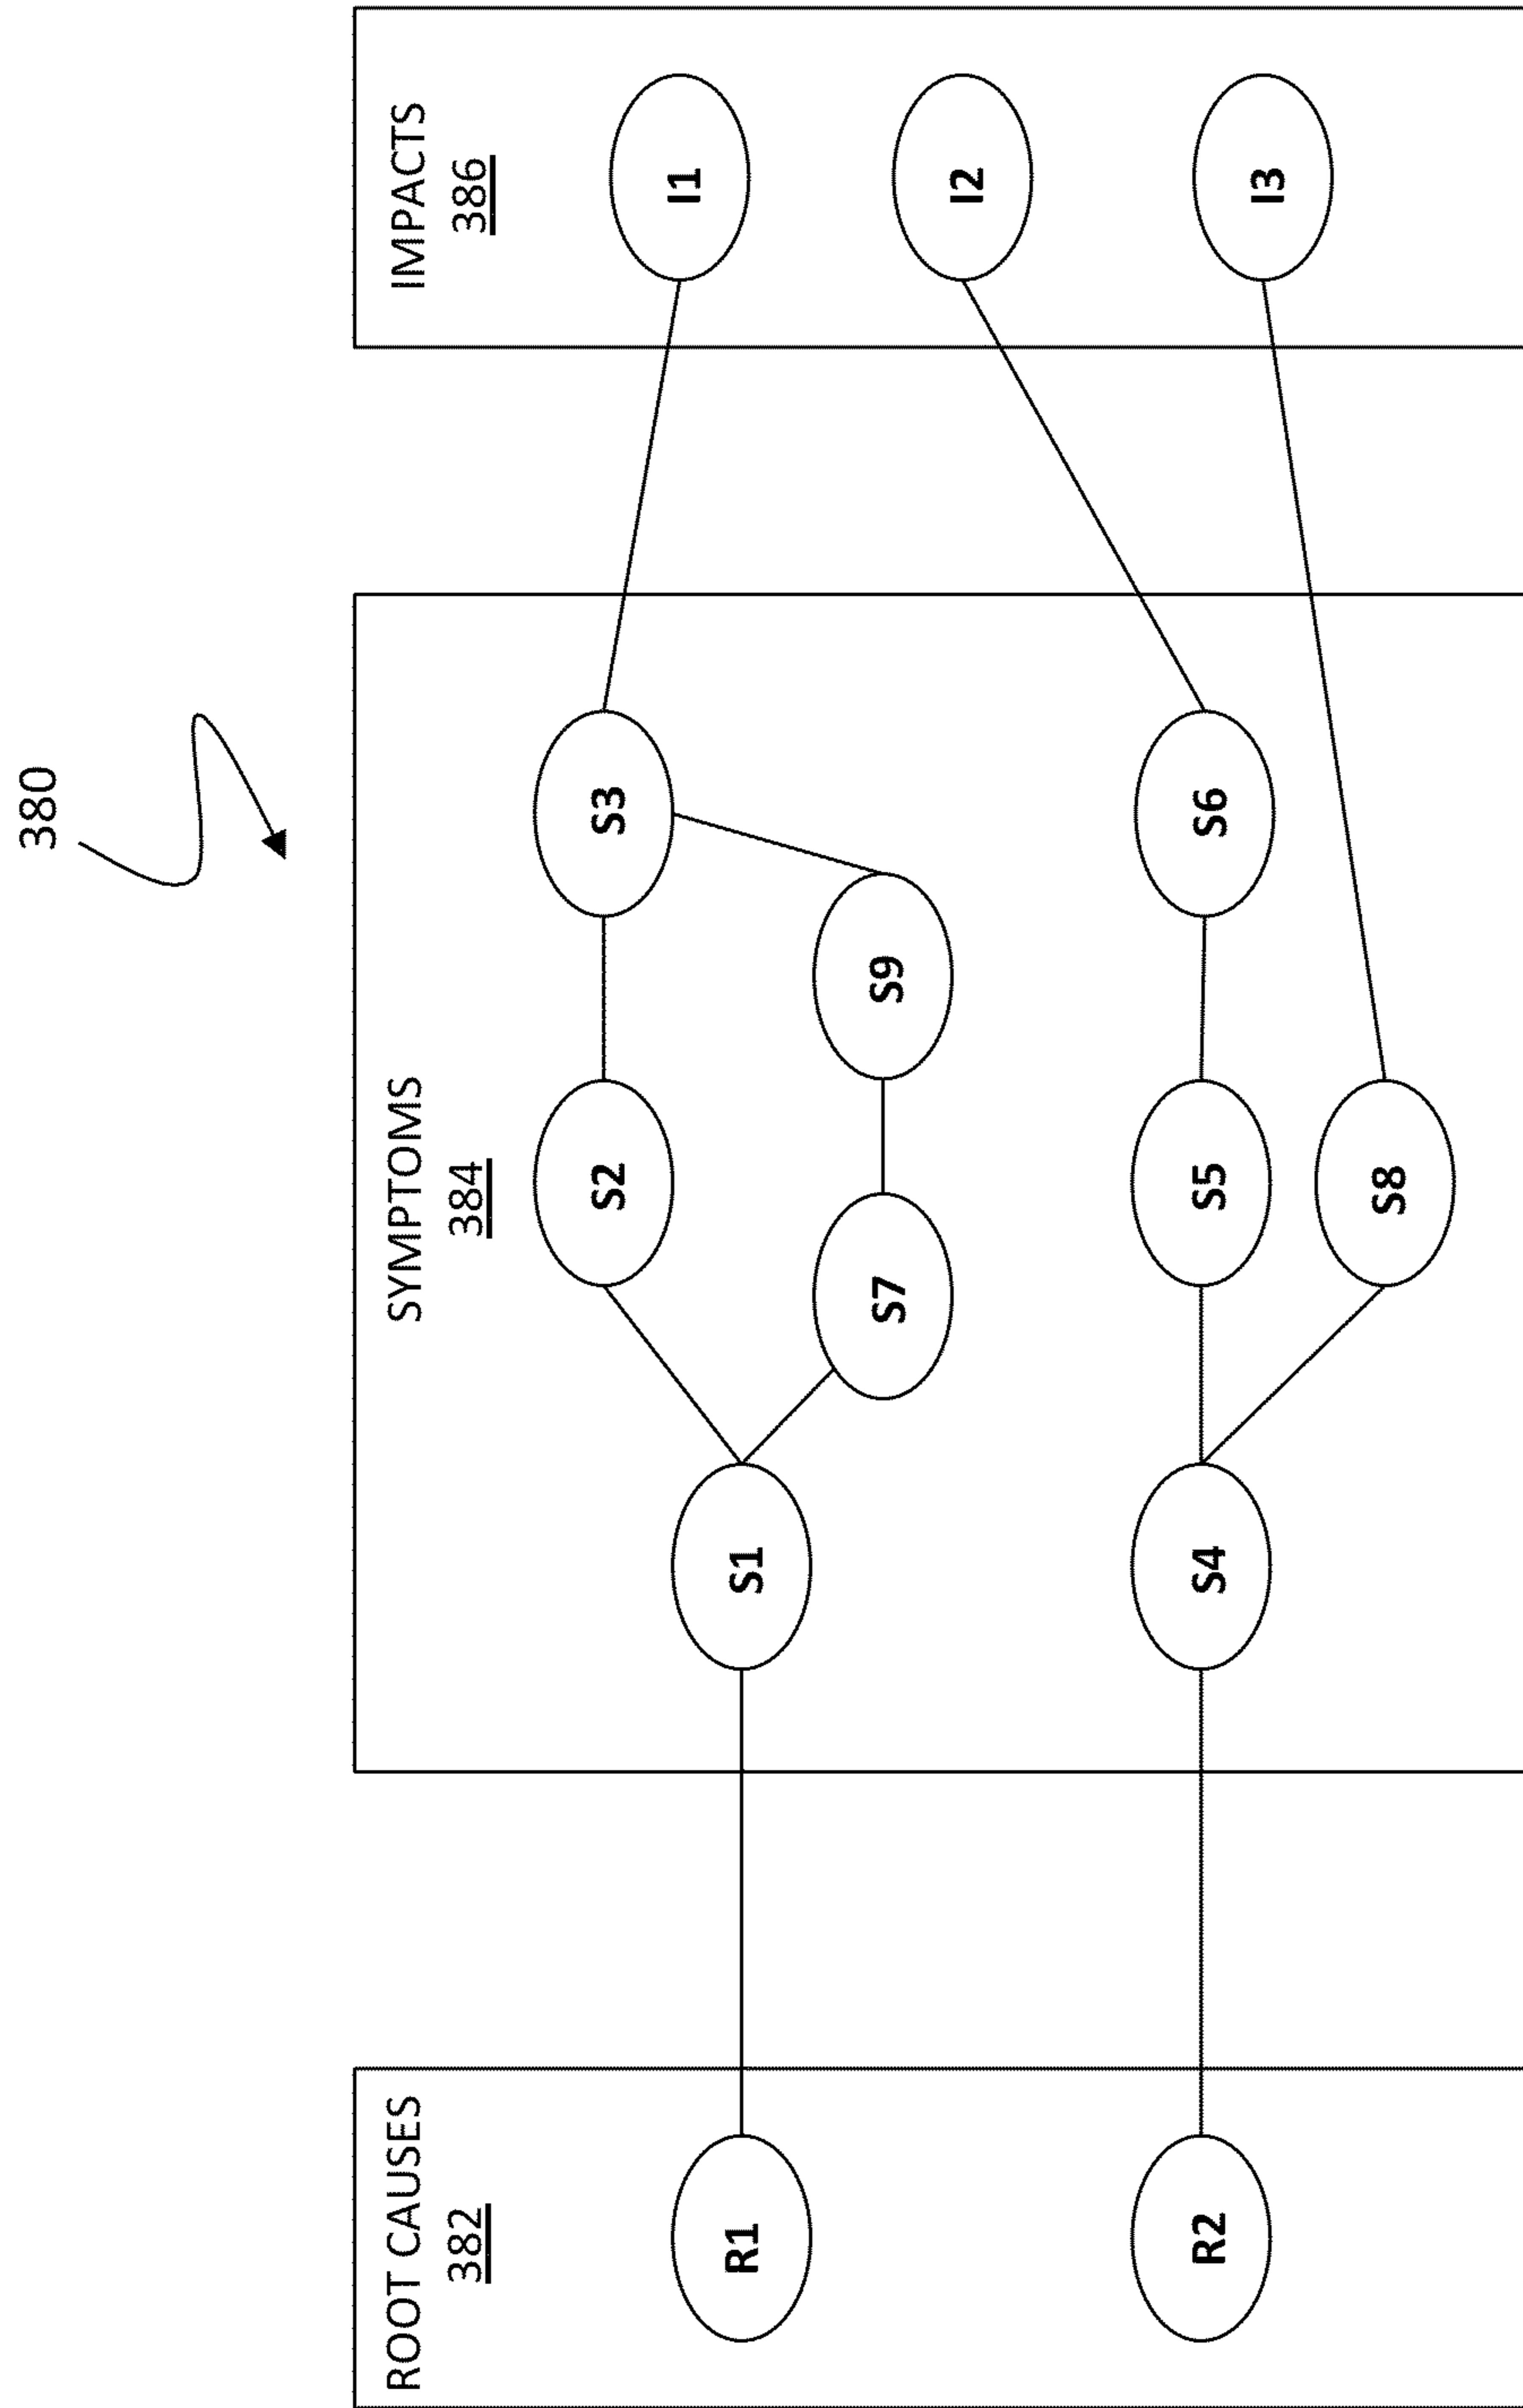 380
ROOT CAUSES
382
R1
R2
SYMPTOMS
384
S1
S2
S3
S7
S9
S4
S5
S6
S8
IMPACTS
386
I1
I2
I3